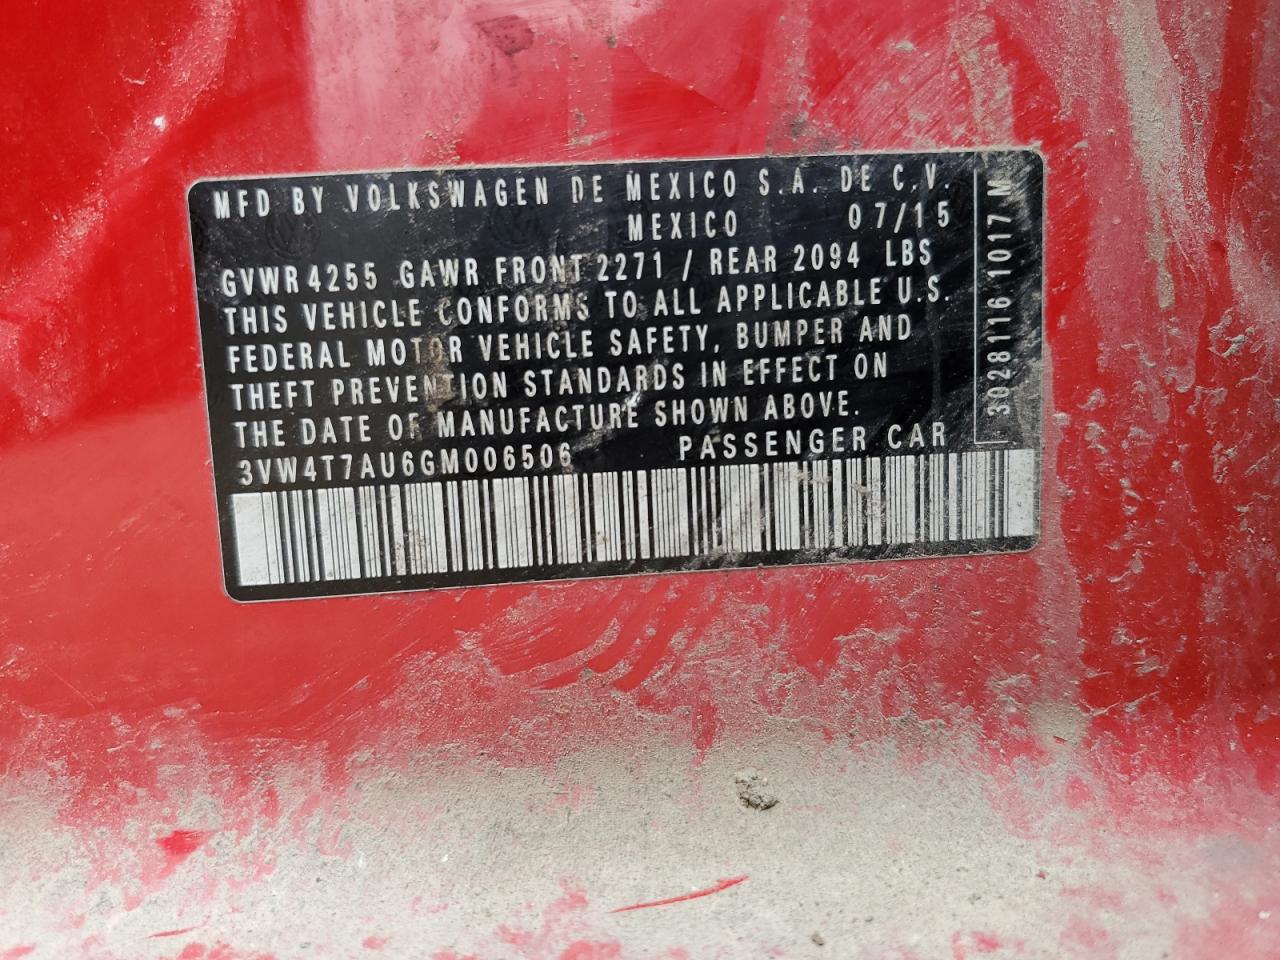 MFD BY VOLKSWAGEN DE MEXICO S.A. DE C.V.
MEXICO 07/15
GVWR 4255 GAWR FRONT 2271 / REAR 2094 LBS
THIS VEHICLE CONFORMS TO ALL APPLICABLE U.S.
FEDERAL MOTOR VEHICLE SAFETY, BUMPER AND
THEFT PREVENTION STANDARDS IN EFFECT ON
THE DATE OF MANUFACTURE SHOWN ABOVE.
3VW4T7AU6GM006506 PASSENGER CAR
30281116 1017 M